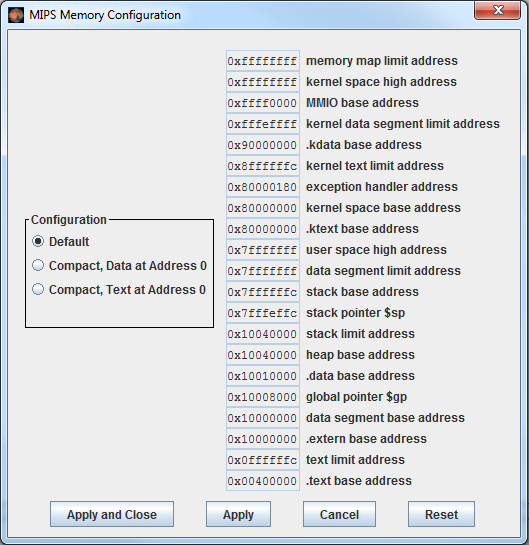 MIPS Memory Configuration
0xffffffff memory map limit address
0xffffffff kernel space high address
0xffff0000 MMIO base address
0xfffeffff kernel data segment limit address
0x90000000 .kdata base address
0x8ffffffc kernel text limit address
0x80000180 exception handler address
0x80000000 kernel space base address
0x80000000 .ktext base address
0x7fffffff user space high address
0x7fffffff data segment limit address
0x7ffffffc stack base address
0x7fffeffc stack pointer $sp
0x10040000 stack limit address
0x10040000 heap base address
0x10010000 .data base address
0x10008000 global pointer $gp
0x10000000 data segment base address
0x10000000 .extern base address
0x0ffffffc text limit address
0x00400000 .text base address
Configuration
Default
Compact, Data at Address 0
Compact, Text at Address 0
Apply and Close Apply Cancel Reset